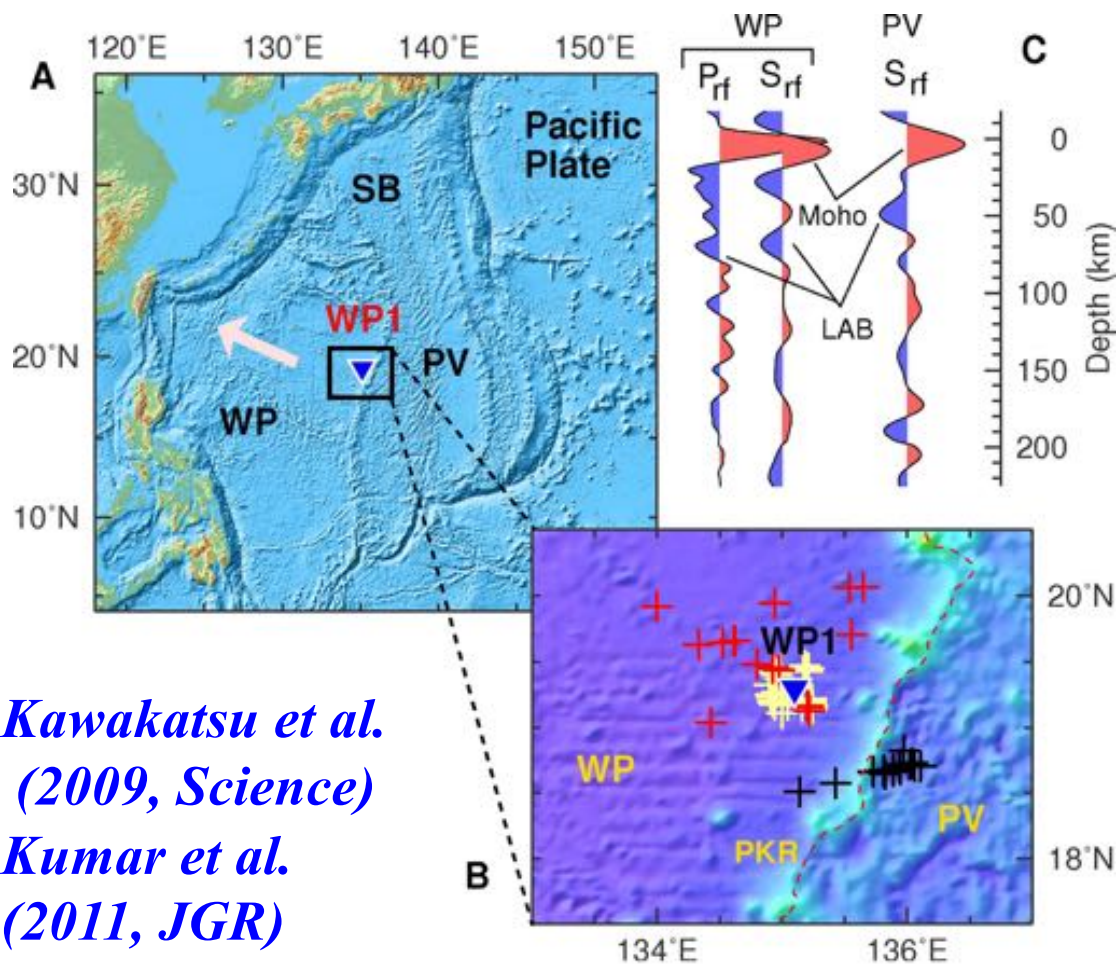 120°E 130°E 140°E 150°E
A
Pacific
Plate
30°N
SB
WP1
20°N
PV
WP
10°N
WP PV
C
Prf Srf Srf
0
Moho
50
LAB
100
150
200
Depth (km)
20°N
WP1
WP
PV
PKR
18°N
B
134°E 136°E
Kawakatsu et al.
(2009, Science)
Kumar et al.
(2011, JGR)